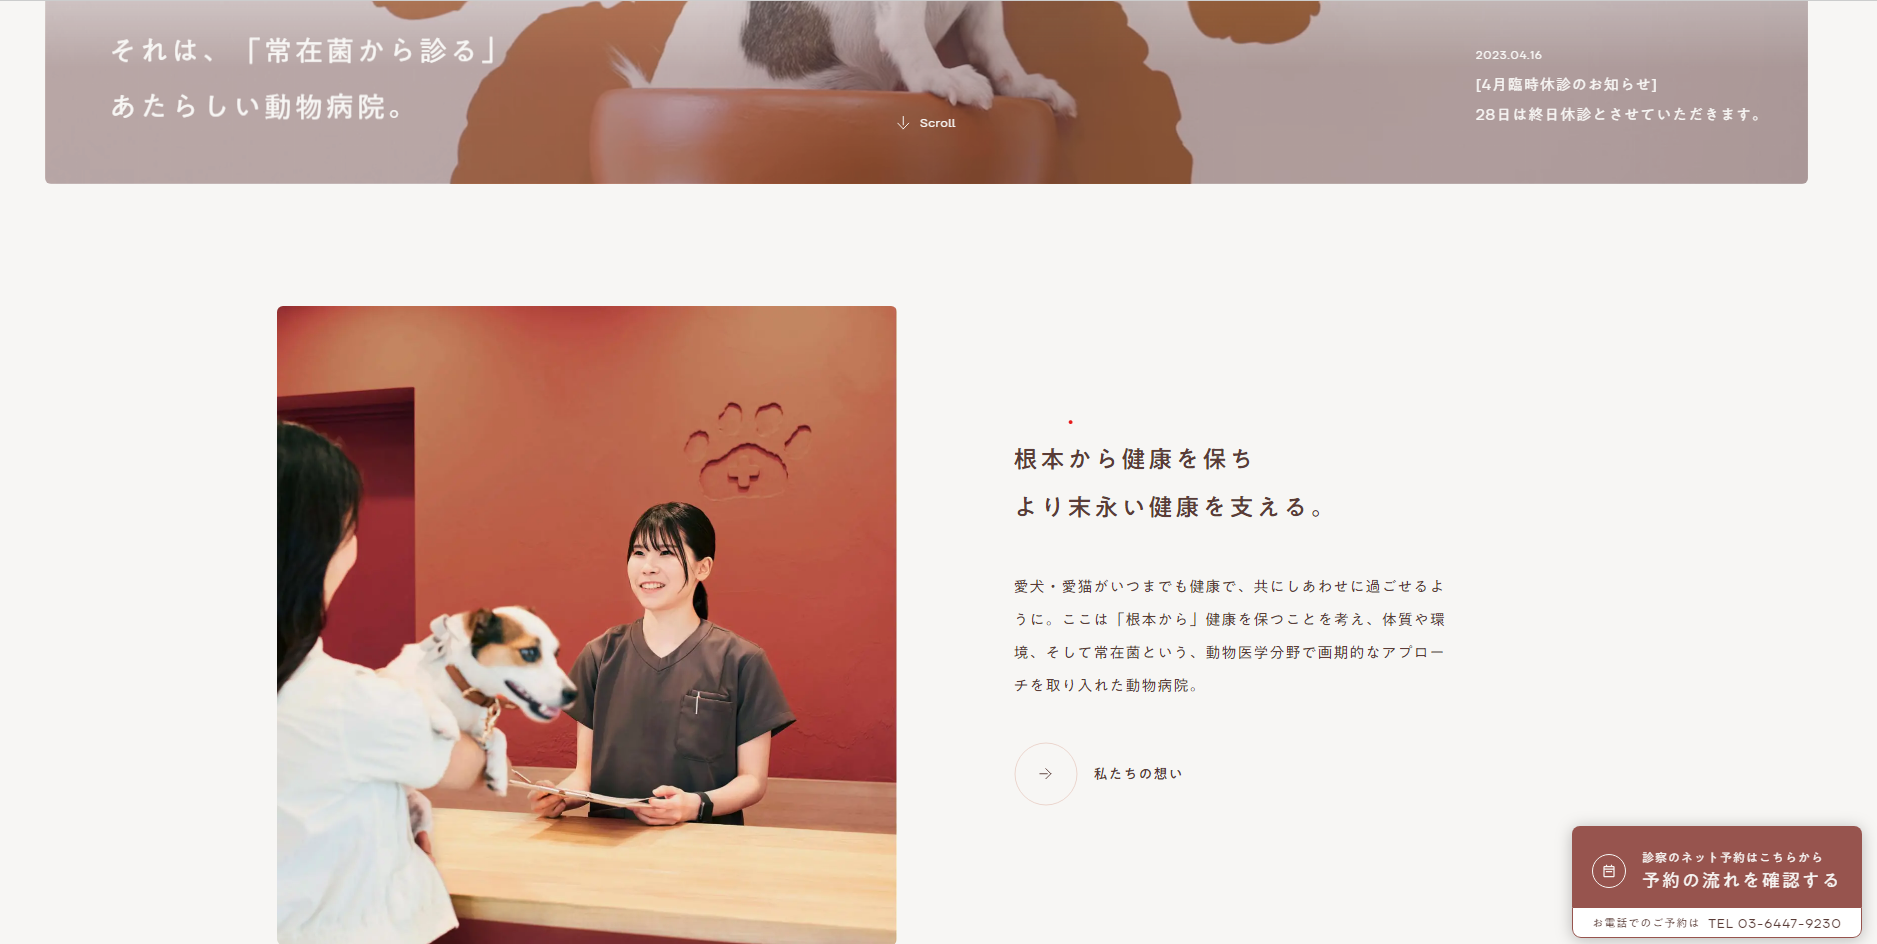 それは、「常在菌から診る」
あたらしい動物病院。
Scroll
2023.04.16
[4月臨時休診のお知らせ]
28日は終日休診とさせていただきます。
根本から健康を保ち
より末永い健康を支える。
愛犬・愛猫がいつまでも健康で、共にしあわせに過ごせるよ
うに。ここは「根本から」健康を保つことを考え、体質や環
境、そして常在菌という、動物医学分野で画期的なアプロー
チを取り入れた動物病院。
私たちの想い
診察のネット予約はこちらから
予約の流れを確認する
お電話でのご予約は TEL 03-6447-9230